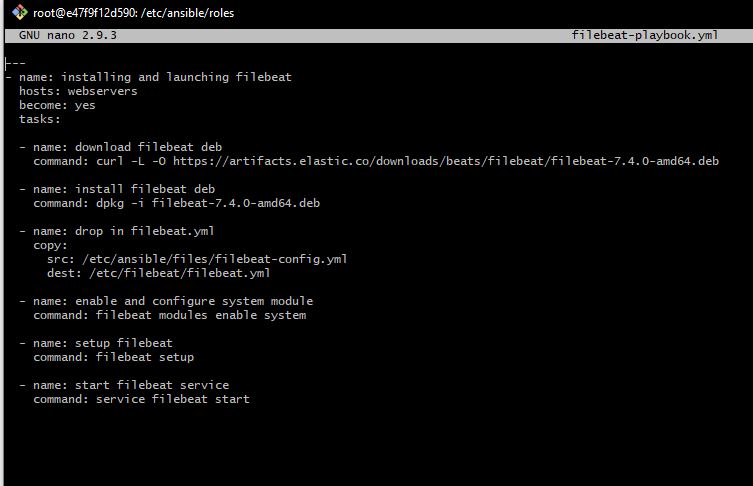 root@e47f9f12d590: /etc/ansible/roles
GNU nano 2.9.3 filebeat-playbook.yml
---
- name: installing and launching filebeat
  hosts: webservers
  become: yes
  tasks:

  - name: download filebeat deb
    command: curl -L -O https://artifacts.elastic.co/downloads/beats/filebeat/filebeat-7.4.0-amd64.deb

  - name: install filebeat deb
    command: dpkg -i filebeat-7.4.0-amd64.deb

  - name: drop in filebeat.yml
    copy:
      src: /etc/ansible/files/filebeat-config.yml
      dest: /etc/filebeat/filebeat.yml

  - name: enable and configure system module
    command: filebeat modules enable system

  - name: setup filebeat
    command: filebeat setup

  - name: start filebeat service
    command: service filebeat start